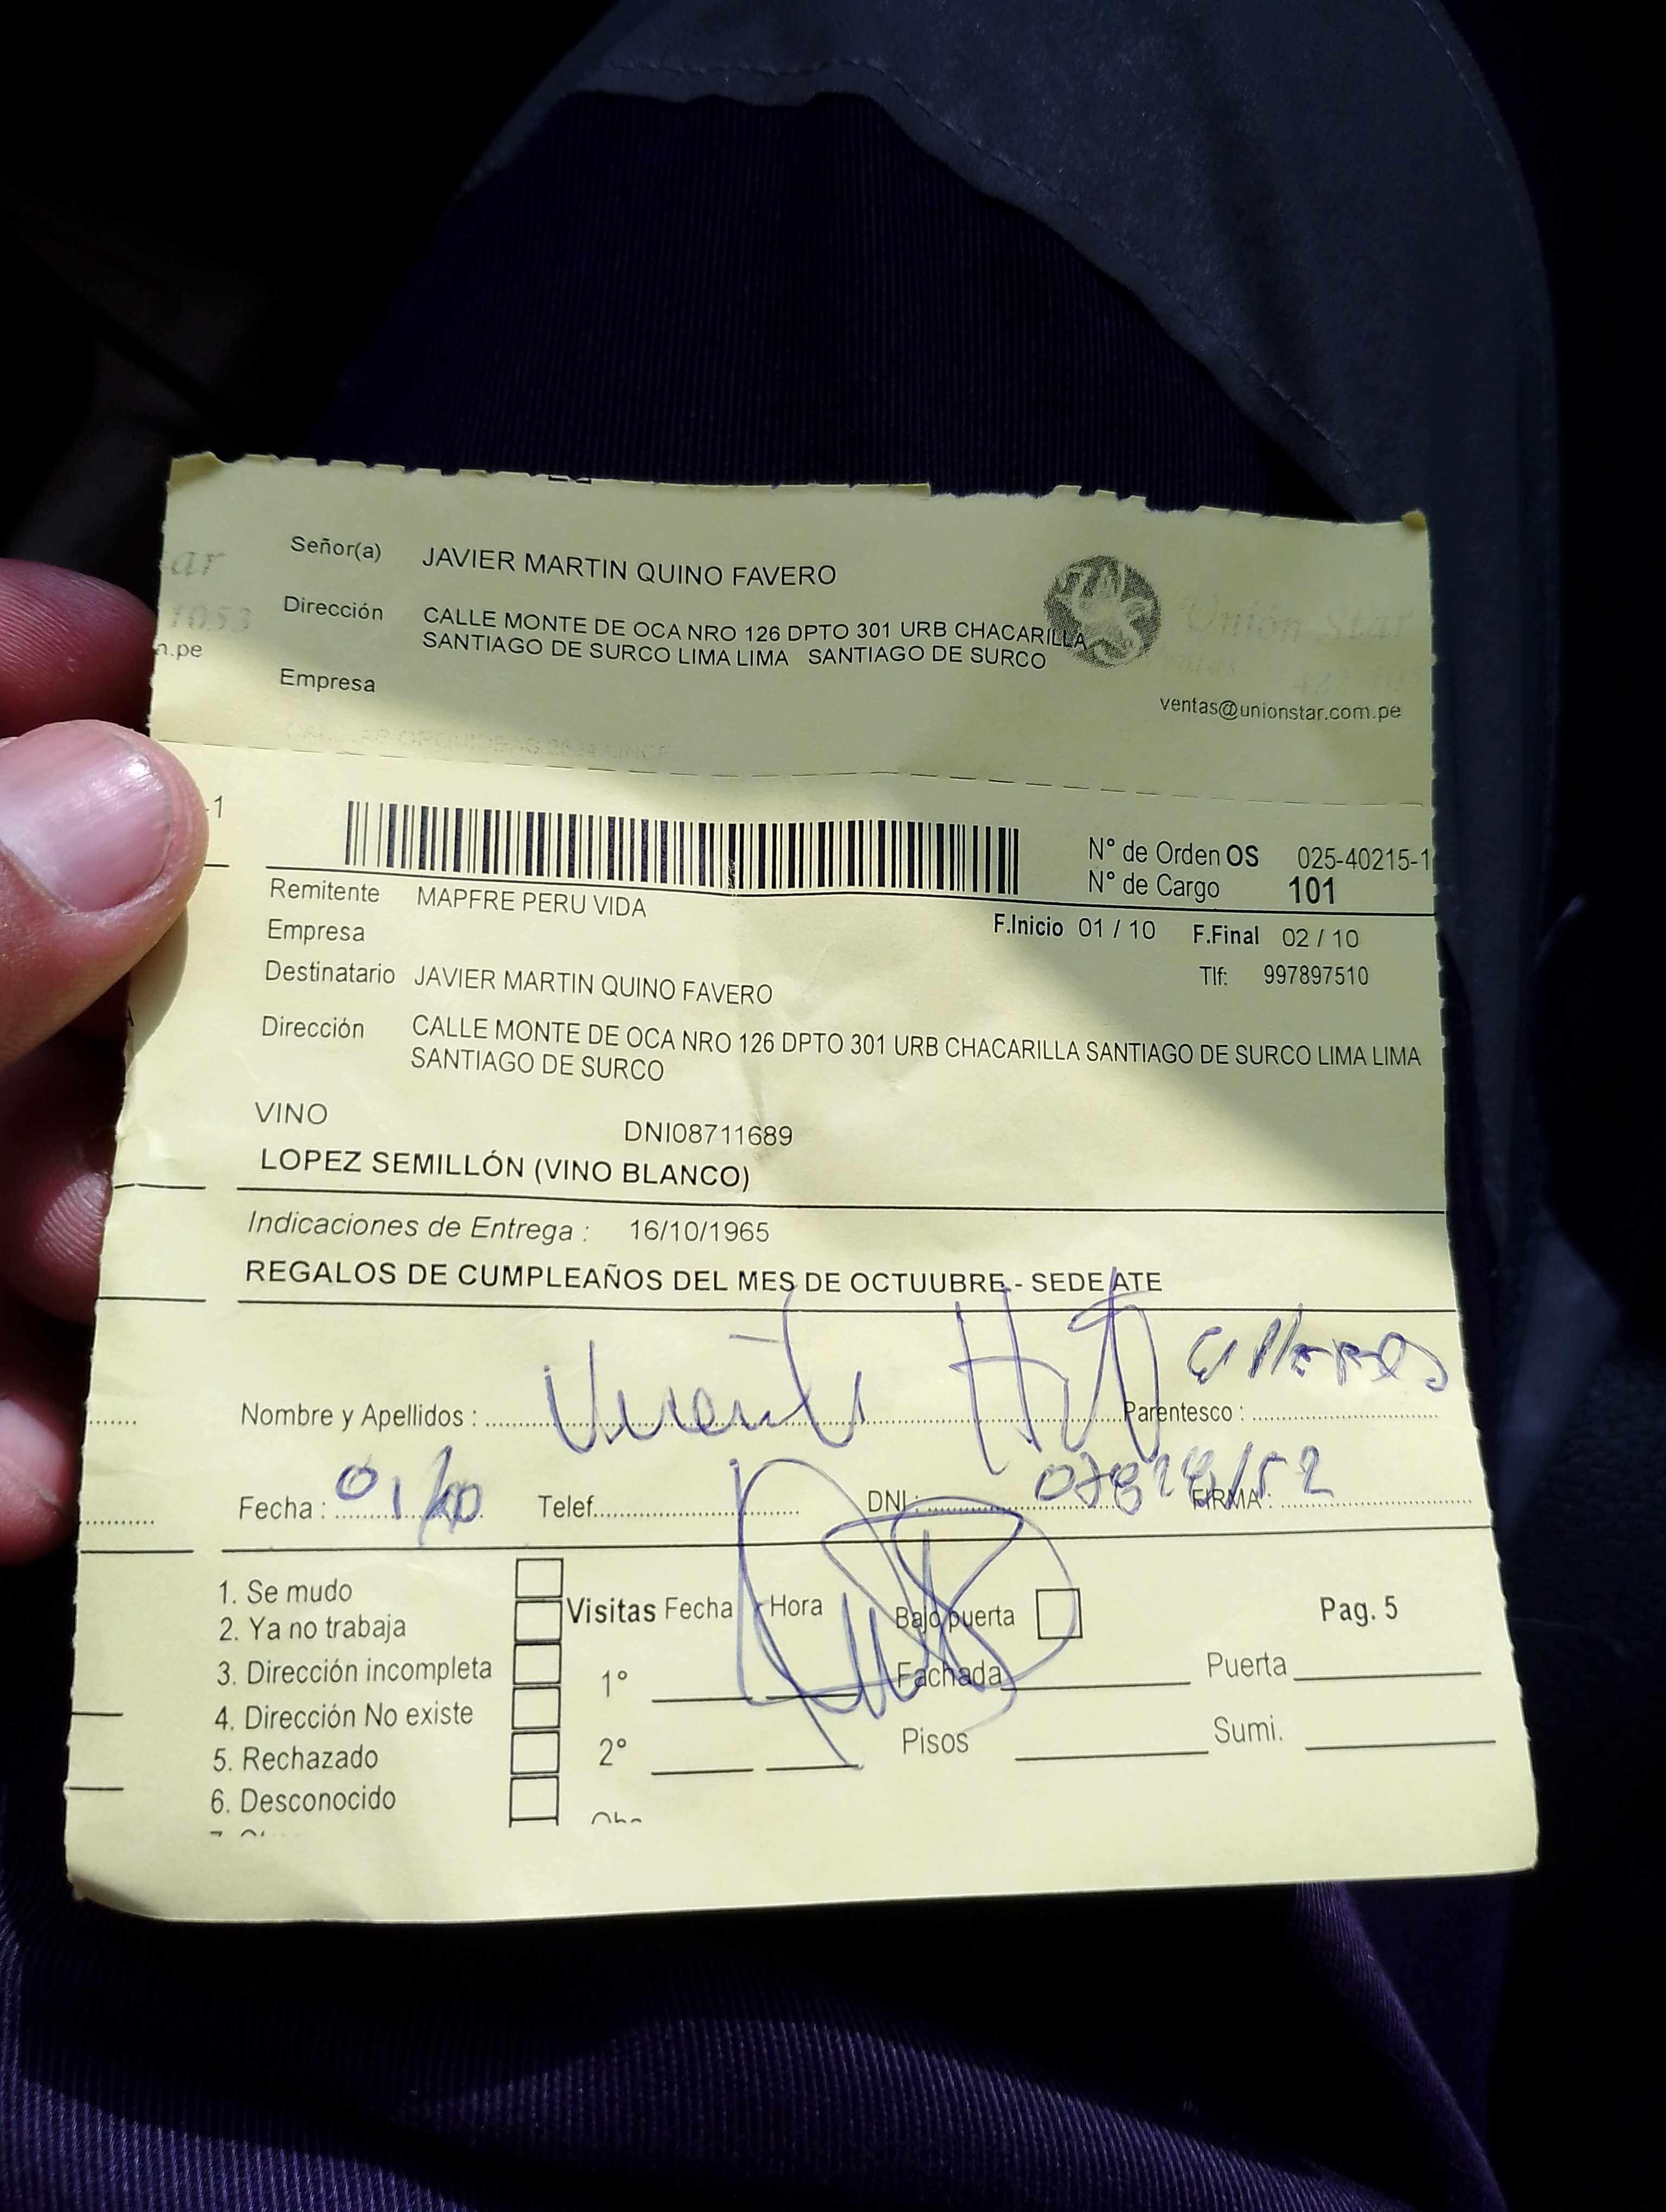 Señor(a) JAVIER MARTIN QUINO FAVERO
Dirección CALLE MONTE DE OCA NRO 126 DPTO 301 URB CHACARILLA
SANTIAGO DE SURCO LIMA LIMA SANTIAGO DE SURCO
Unión Star
n.pe
Empresa
ventas@unionstar.com.pe
-1
N° de Orden OS 025-40215-1
N° de Cargo 101
Remitente MAPFRE PERU VIDA
Empresa
F.Inicio 01 / 10 F.Final 02 / 10
Destinatario JAVIER MARTIN QUINO FAVERO
Tlf: 997897510
Dirección CALLE MONTE DE OCA NRO 126 DPTO 301 URB CHACARILLA SANTIAGO DE SURCO LIMA LIMA
SANTIAGO DE SURCO
VINO DNI08711689
LOPEZ SEMILLÓN (VINO BLANCO)
Indicaciones de Entrega : 16/10/1965
REGALOS DE CUMPLEAÑOS DEL MES DE OCTUUBRE - SEDE ATE
Nombre y Apellidos : Parentesco :
Fecha : 01/10 Telef. DNI : FIRMA :
1. Se mudo
2. Ya no trabaja
3. Dirección incompleta
4. Dirección No existe
5. Rechazado
6. Desconocido
Visitas Fecha Hora
1°
2°
Bajo puerta
Pag. 5
Fachada Puerta
Pisos Sumi.